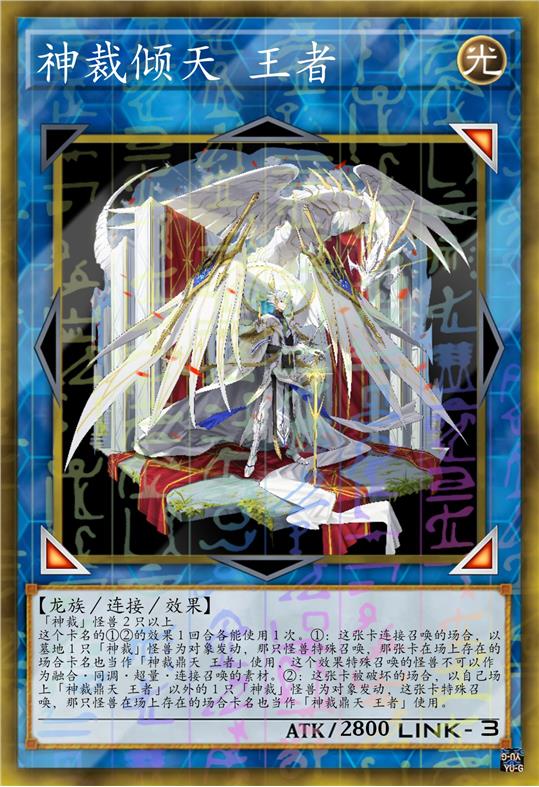 神裁倾天 王者
光
【龙族／连接／效果】
「神裁」怪兽２只以上
这个卡名的①②的效果１回合各能使用１次。①：这张卡连接召唤的场合，以
墓地１只「神裁」怪兽为对象发动，那只怪兽特殊召唤，那张卡在场上存在的
场合卡名也当作「神裁鼎天 王者」使用，这个效果特殊召唤的怪兽不可以作
为融合·同调·超量·连接召唤的素材。②：这张卡被破坏的场合，以自己场
上「神裁鼎天 王者」以外的１只「神裁」怪兽为对象发动，这张卡特殊召
唤，那只怪兽在场上存在的场合卡名也当作「神裁鼎天 王者」使用。
ATK/2800 LINK-3
YU-G
YU-G